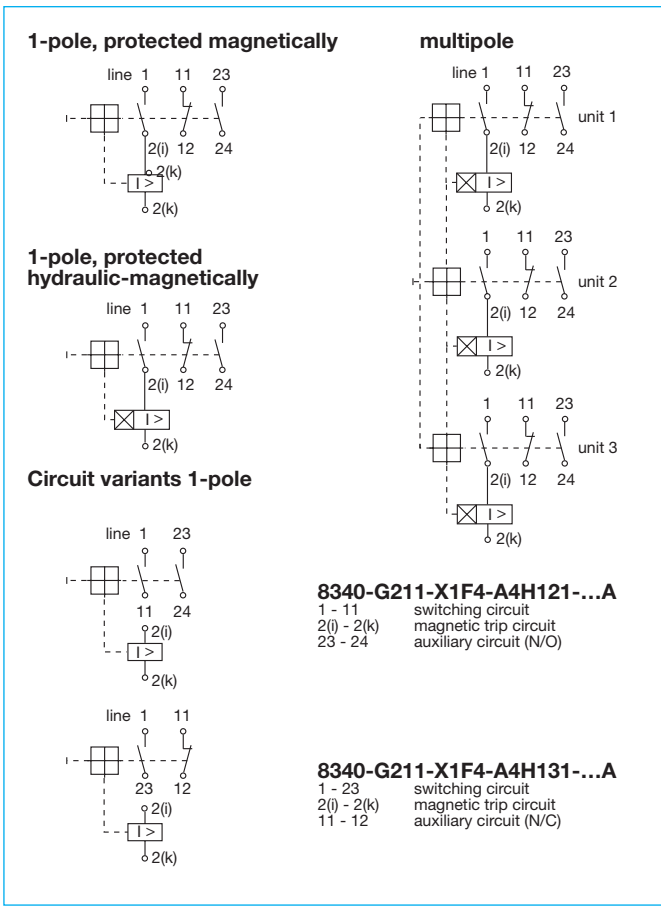 1-pole, protected magnetically
line 1 11 23
2(i) 12 24
2(k)
I >
2(k)
1-pole, protected
hydraulic-magnetically
line 1 11 23
2(i) 12 24
I >
2(k)
Circuit variants 1-pole
line 1 23
11 24
2(i)
I >
2(k)
line 1 11
23 12
2(i)
I >
2(k)
multipole
line 1 11 23
unit 1
2(i) 12 24
I >
2(k)
1 11 23
unit 2
2(i) 12 24
I >
2(k)
1 11 23
unit 3
2(i) 12 24
I >
2(k)
8340-G211-X1F4-A4H121-...A
1 - 11 switching circuit
2(i) - 2(k) magnetic trip circuit
23 - 24 auxiliary circuit (N/O)
8340-G211-X1F4-A4H131-...A
1 - 23 switching circuit
2(i) - 2(k) magnetic trip circuit
11 - 12 auxiliary circuit (N/C)